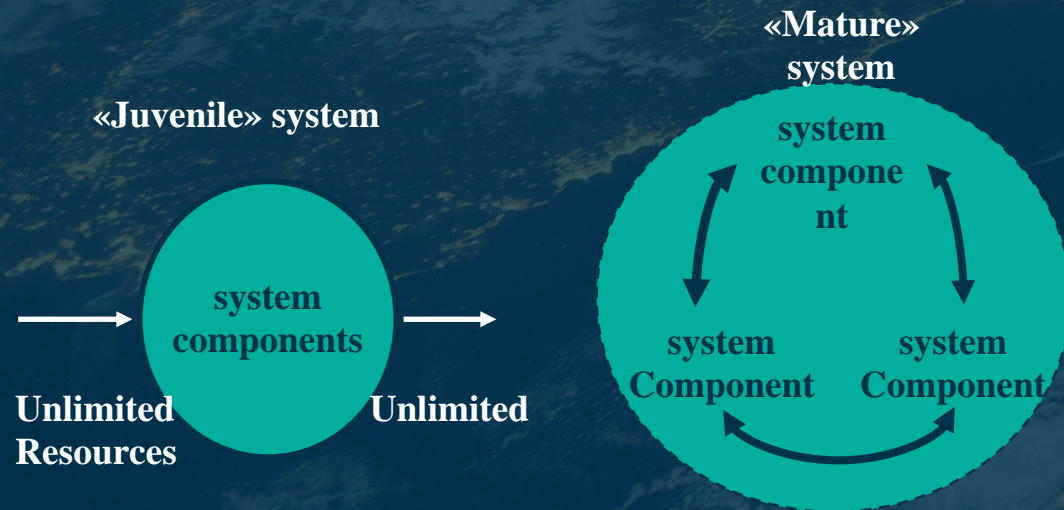 «Juvenile» system
system
components
Unlimited
Resources
Unlimited
«Mature»
system
system
compone
nt
system
Component
system
Component